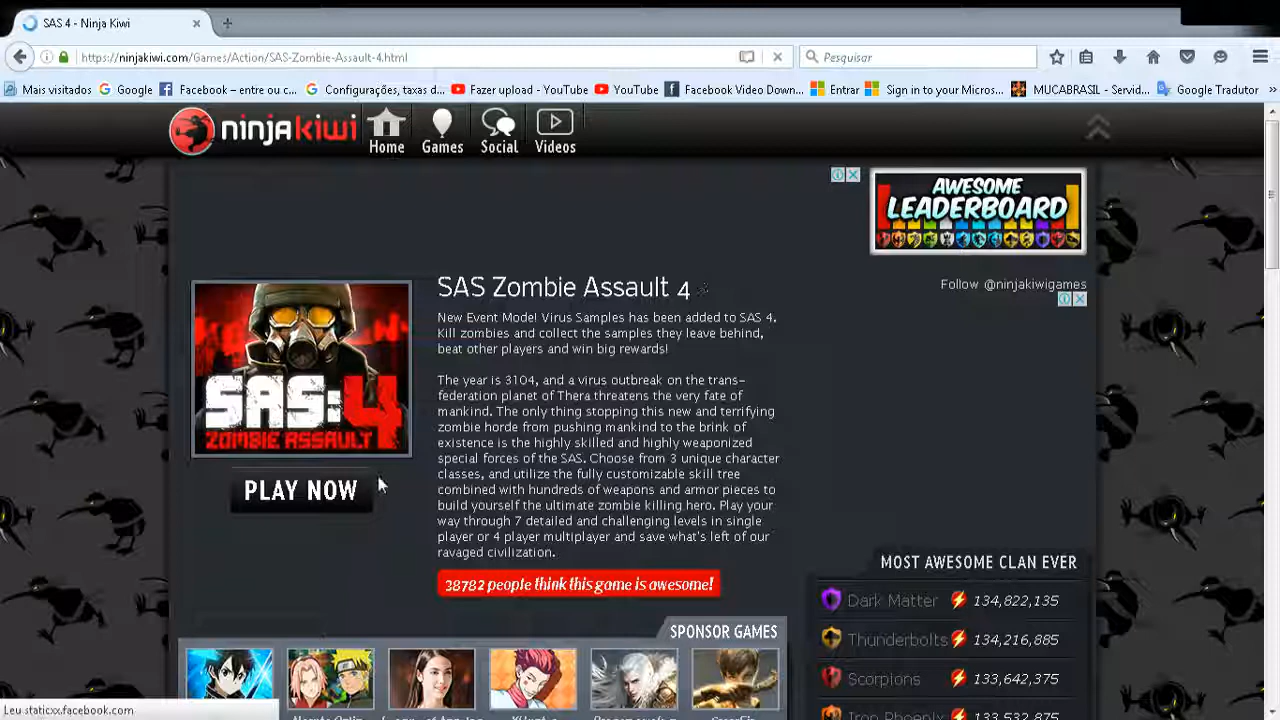 SAS 4 - Ninja Kiwi
https://ninjakiwi.com/Games/Action/SAS-Zombie-Assault-4.html
Pesquisar
Mais visitados Google Facebook – entre ou c... Configurações, taxas d... Fazer upload - YouTube YouTube Facebook Video Down... Entrar Sign in to your Micros... MUCABRASIL - Servid... Google Tradutor
ninjakiwi
Home Games Social Videos
AWESOME
LEADERBOARD
Follow @ninjakiwigames
SAS Zombie Assault 4
New Event Mode! Virus Samples has been added to SAS 4.
Kill zombies and collect the samples they leave behind,
beat other players and win big rewards!
The year is 3104, and a virus outbreak on the trans-
federation planet of Thera threatens the very fate of
mankind. The only thing stopping this new and terrifying
zombie horde from pushing mankind to the brink of
existence is the highly skilled and highly weaponized
special forces of the SAS. Choose from 3 unique character
classes, and utilize the fully customizable skill tree
combined with hundreds of weapons and armor pieces to
build yourself the ultimate zombie killing hero. Play your
way through 7 detailed and challenging levels in single
player or 4 player multiplayer and save what's left of our
ravaged civilization.
SAS:4
ZOMBIE ASSAULT
PLAY NOW
38782 people think this game is awesome!
SPONSOR GAMES
MOST AWESOME CLAN EVER
Dark Matter 134,822,135
Thunderbolts 134,216,885
Scorpions 133,642,375
Iron Phoenix 133,532,875
Leu staticxx.facebook.com